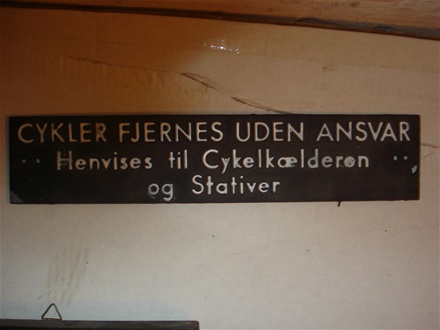 CYKLER FJERNES UDEN ANSVAR
Henvises til Cykelkælderen
og Stativer